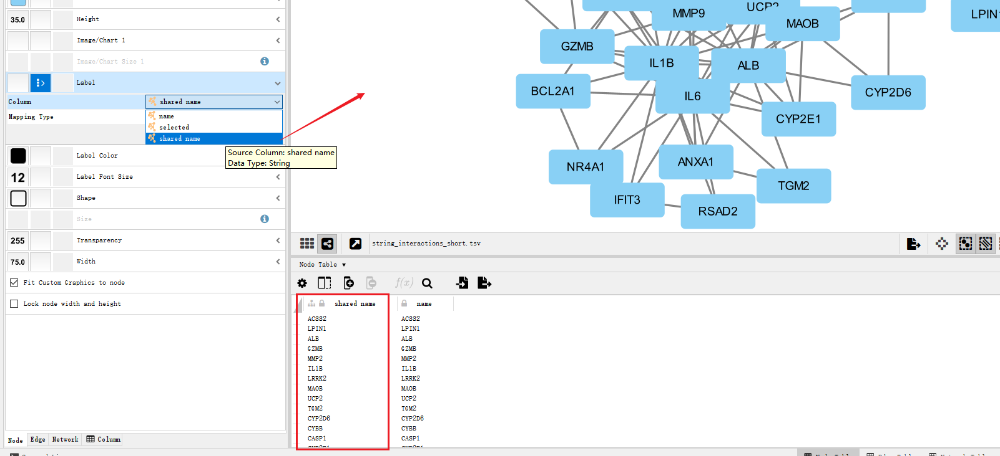 35.0 Height
Image/Chart 1
Image/Chart Size 1
Label
Column shared name
name
selected
shared name
Mapping Type
Source Column: shared name
Data Type: String
Label Color
12 Label Font Size
Shape
Size
255 Transparency
75.0 Width
Fit Custom Graphics to node
Lock node width and height
Node Edge Network Column
MMP9
UCP2
MAOB
LPIN1
GZMB
IL1B
ALB
BCL2A1
IL6
CYP2D6
CYP2E1
NR4A1
ANXA1
TGM2
IFIT3
RSAD2
string_interactions_short.tsv
Node Table
f(x)
shared name name
ACSS2 ACSS2
LPIN1 LPIN1
ALB ALB
GZMB GZMB
MMP2 MMP2
IL1B IL1B
LRRK2 LRRK2
MAOB MAOB
UCP2 UCP2
TGM2 TGM2
CYP2D6 CYP2D6
CYBB CYBB
CASP1 CASP1